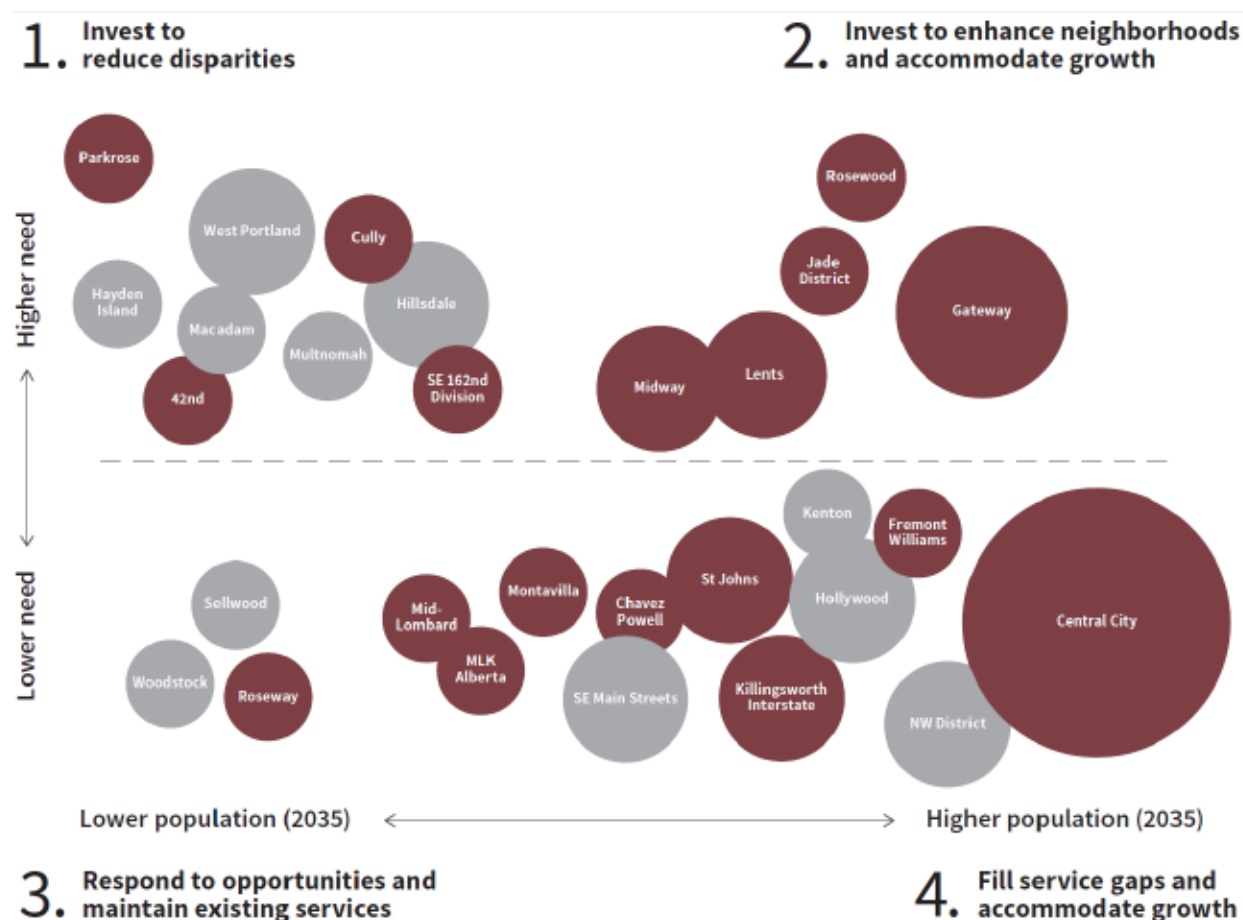 1. Invest to
reduce disparities
2. Invest to enhance neighborhoods
and accommodate growth
Parkrose
West Portland
Cully
Rosewood
Hayden
Island
Macadam
Multnomah
Hillsdale
Jade
District
Gateway
42nd
SE 162nd
Division
Midway
Lents
Higher need
Lower need
Kenton
Fremont
Williams
Sellwood
Mid-
Lombard
Montavilla
Chavez
Powell
St Johns
Hollywood
Central City
Woodstock
Roseway
MLK
Alberta
SE Main Streets
Killingsworth
Interstate
NW District
Lower population (2035)
Higher population (2035)
3. Respond to opportunities and
maintain existing services
4. Fill service gaps and
accommodate growth